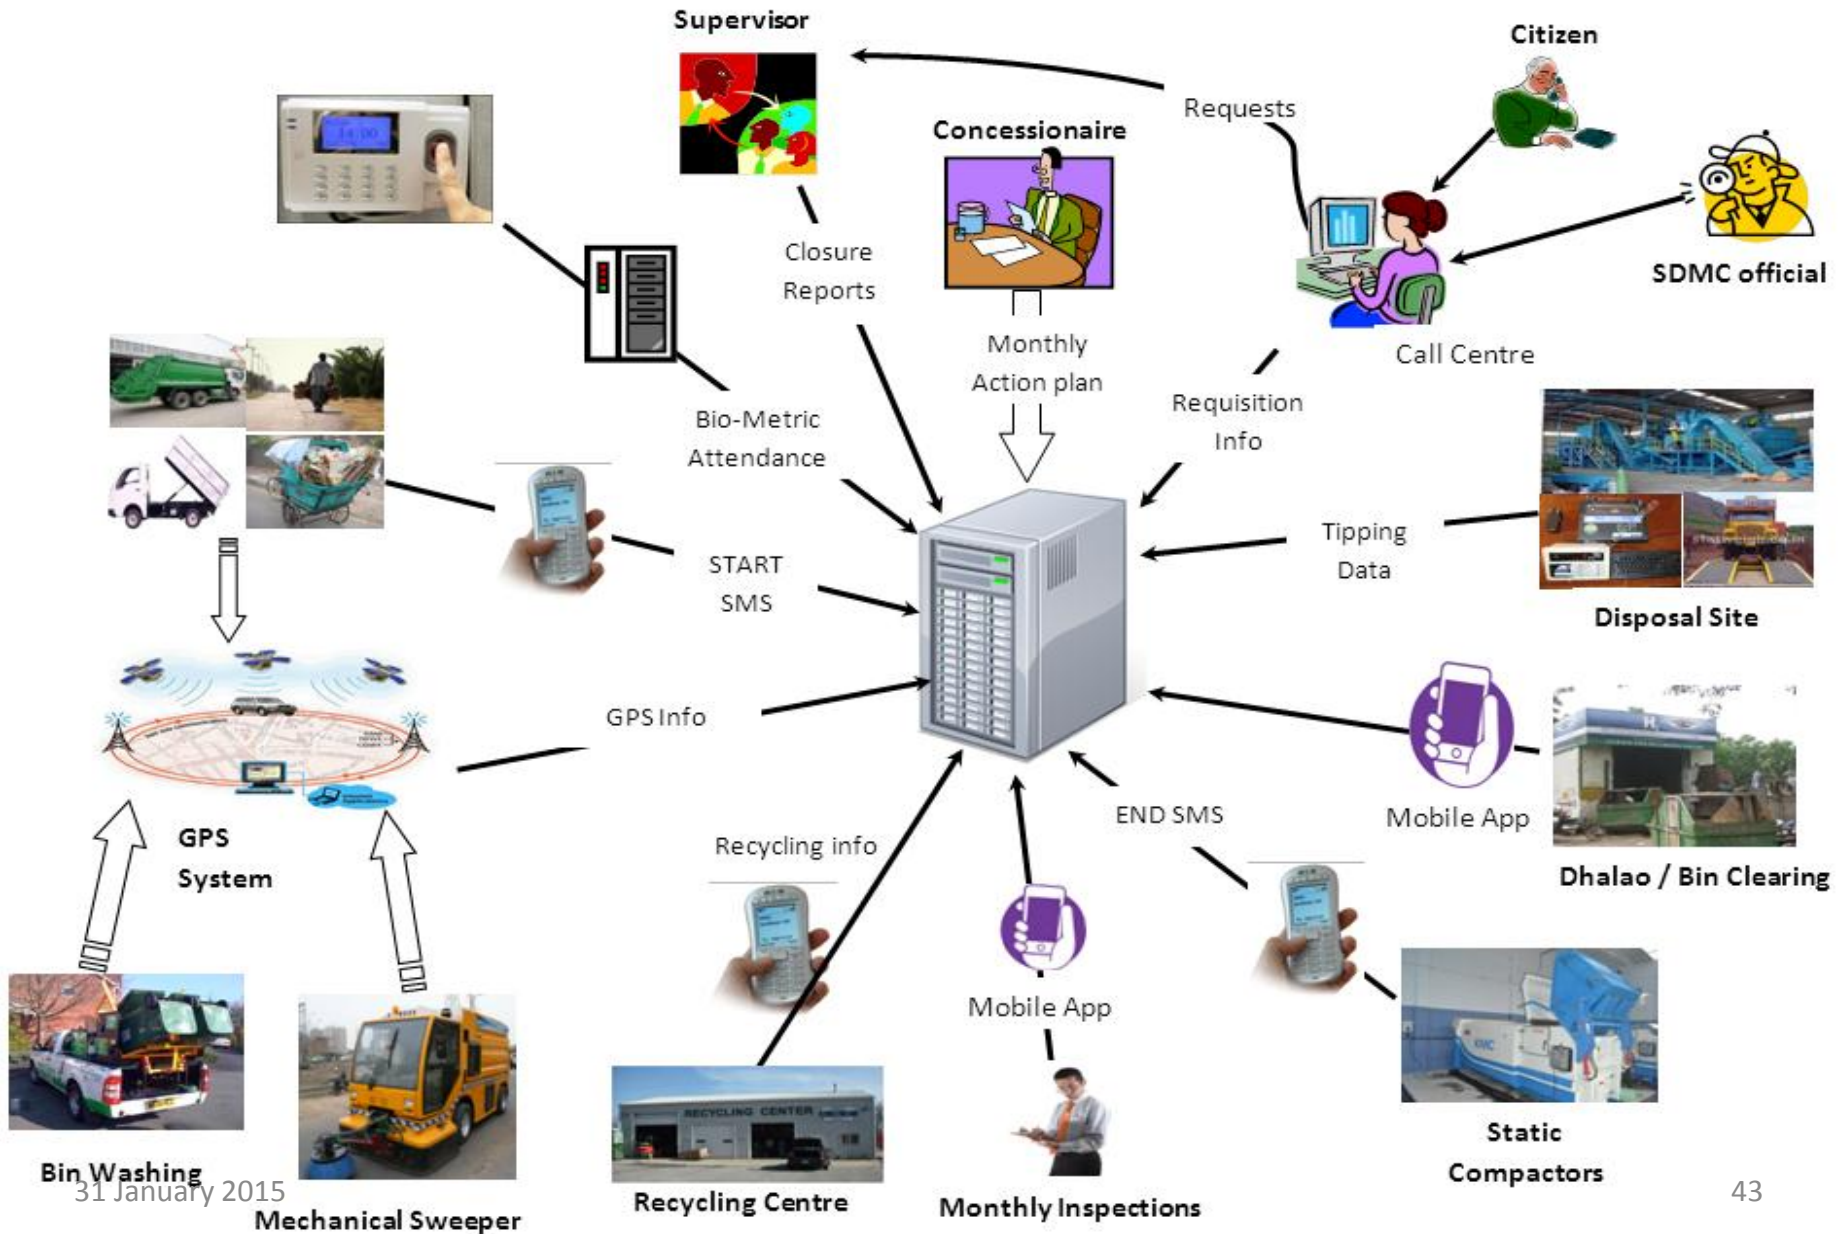 Supervisor
Citizen
Requests
Concessionaire
14:00
SDMC official
Closure
Reports
Monthly
Action plan
Call Centre
Requisition
Info
Bio-Metric
Attendance
START
SMS
Tipping
Data
Disposal Site
GPS Info
Mobile App
END SMS
Dhalao / Bin Clearing
GPS
System
Recycling info
Mobile App
RECYCLING CENTER
Static
Compactors
Bin Washing
31 January 2015
Mechanical Sweeper
Recycling Centre
Monthly Inspections
43